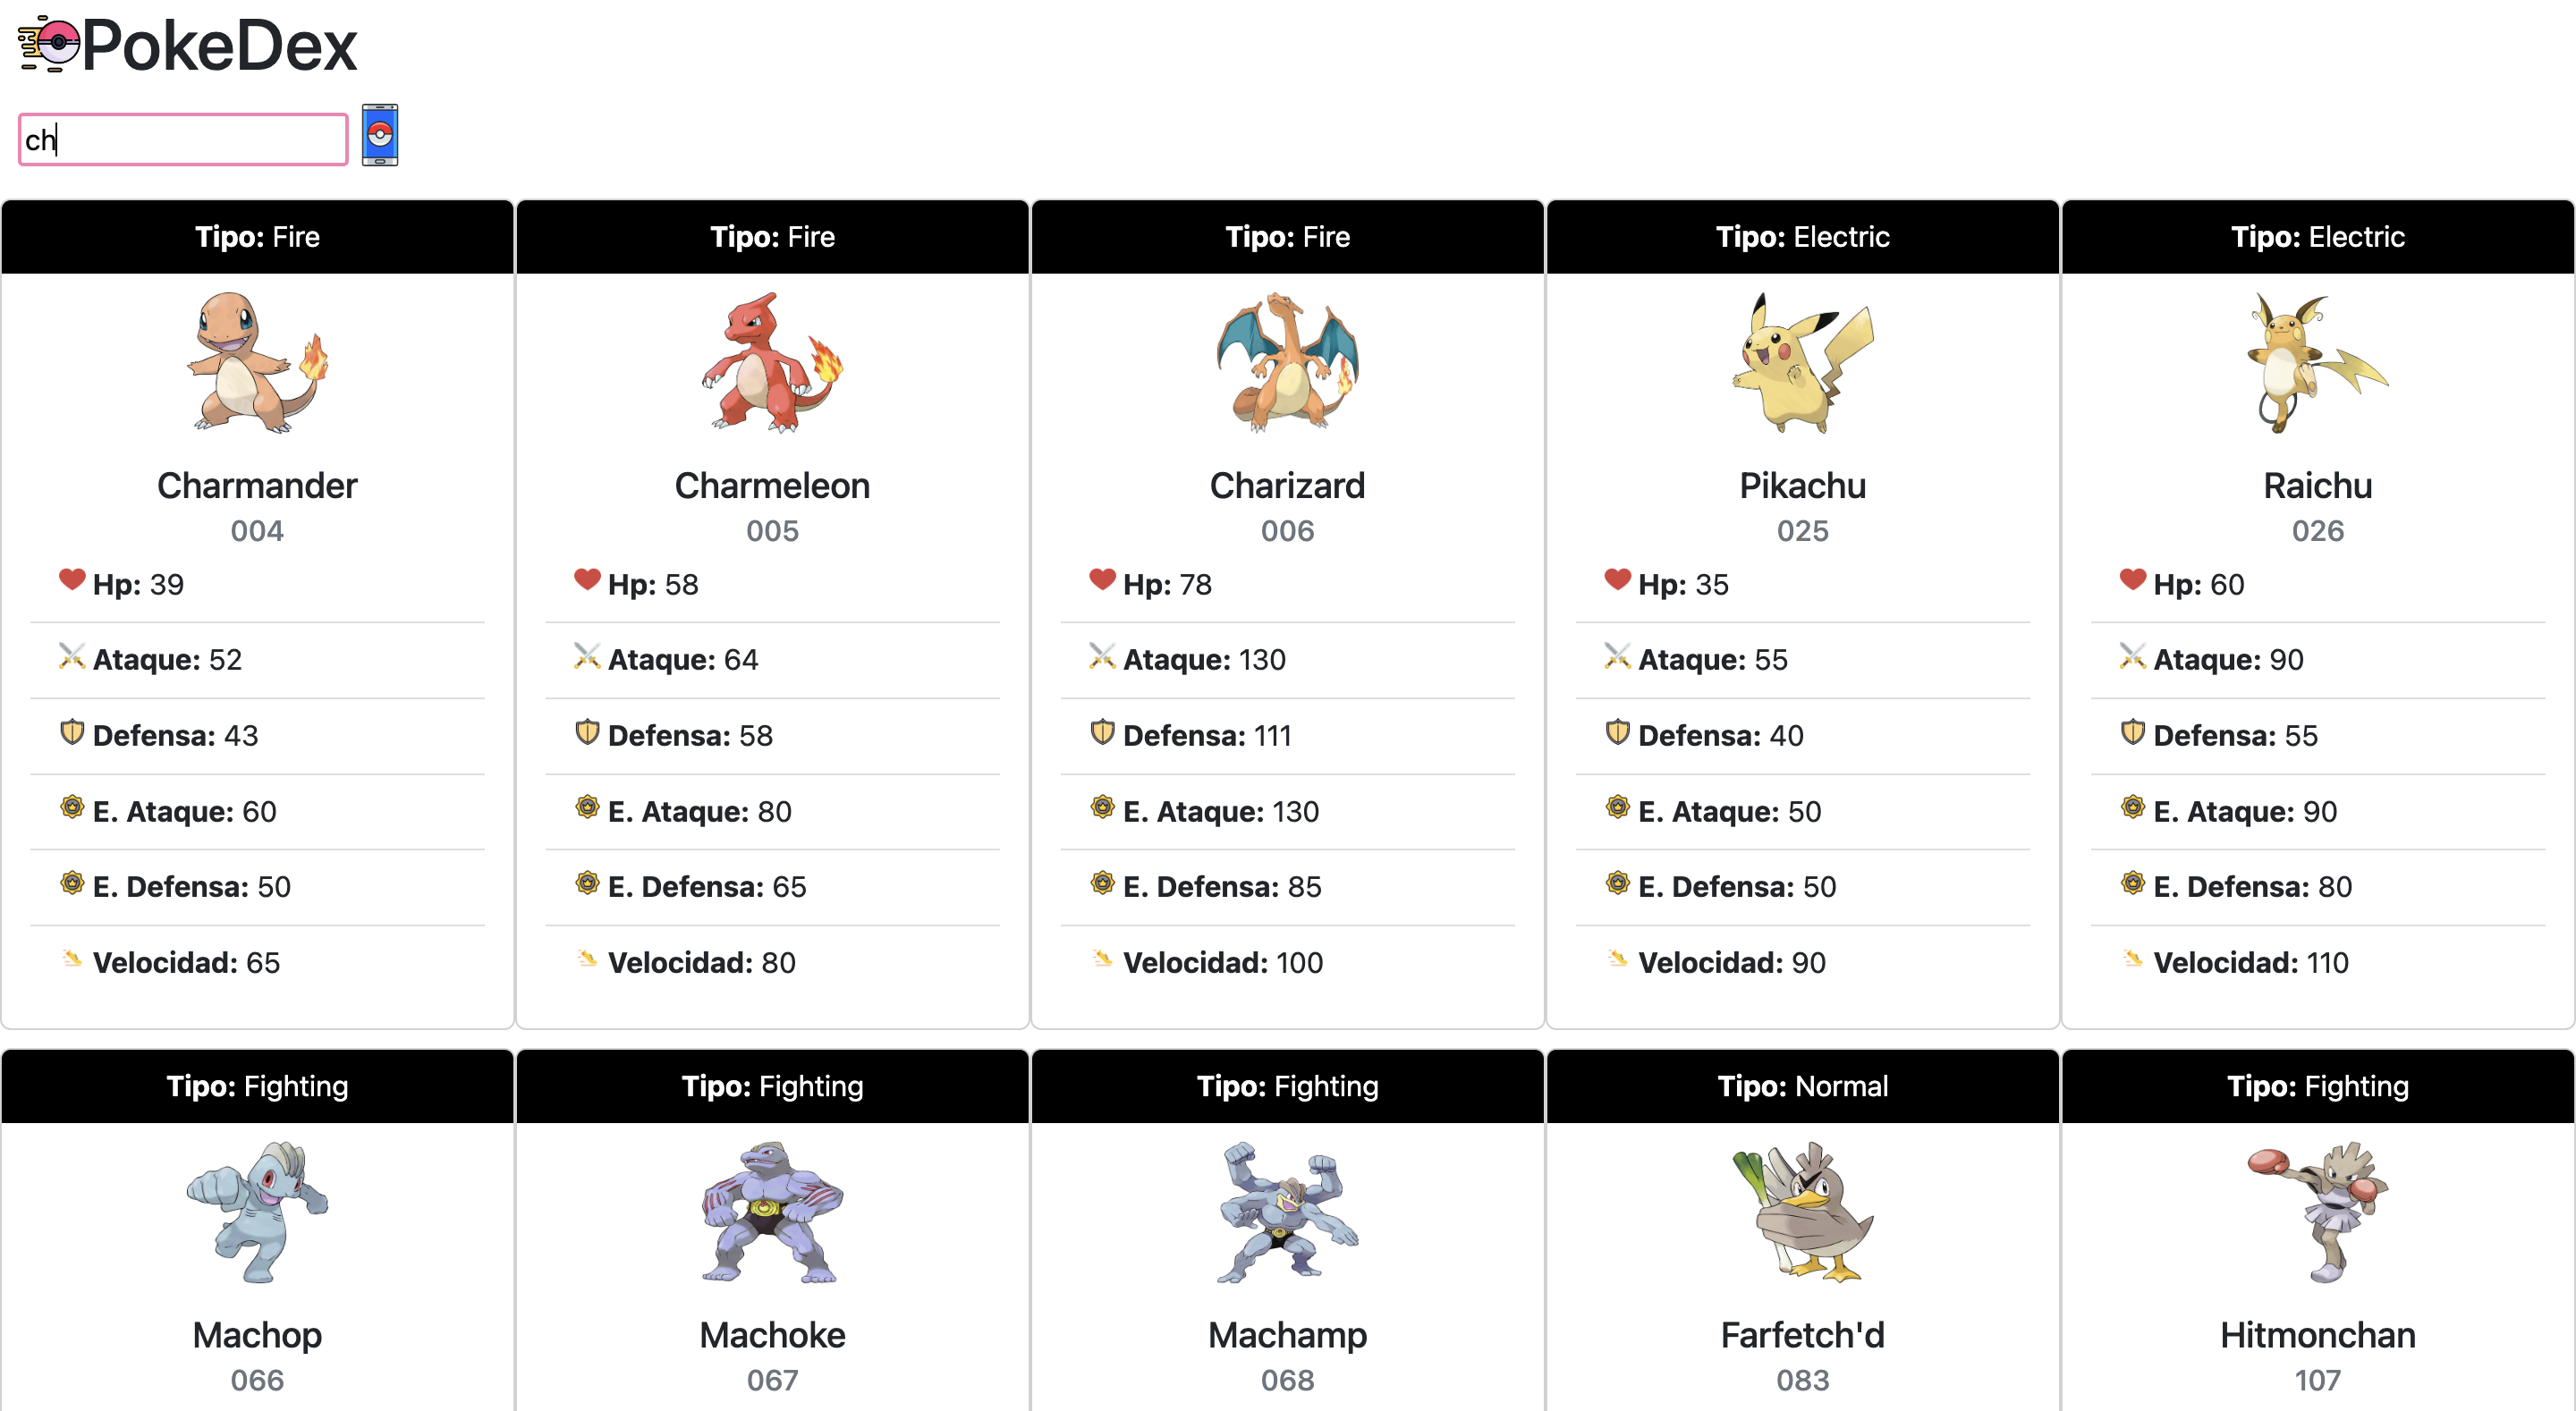 PokeDex
ch
Tipo: Fire
Charmander
004
Hp: 39
Ataque: 52
Defensa: 43
E. Ataque: 60
E. Defensa: 50
Velocidad: 65
Tipo: Fire
Charmeleon
005
Hp: 58
Ataque: 64
Defensa: 58
E. Ataque: 80
E. Defensa: 65
Velocidad: 80
Tipo: Fire
Charizard
006
Hp: 78
Ataque: 130
Defensa: 111
E. Ataque: 130
E. Defensa: 85
Velocidad: 100
Tipo: Electric
Pikachu
025
Hp: 35
Ataque: 55
Defensa: 40
E. Ataque: 50
E. Defensa: 50
Velocidad: 90
Tipo: Electric
Raichu
026
Hp: 60
Ataque: 90
Defensa: 55
E. Ataque: 90
E. Defensa: 80
Velocidad: 110
Tipo: Fighting
Machop
066
Tipo: Fighting
Machoke
067
Tipo: Fighting
Machamp
068
Tipo: Normal
Farfetch'd
083
Tipo: Fighting
Hitmonchan
107